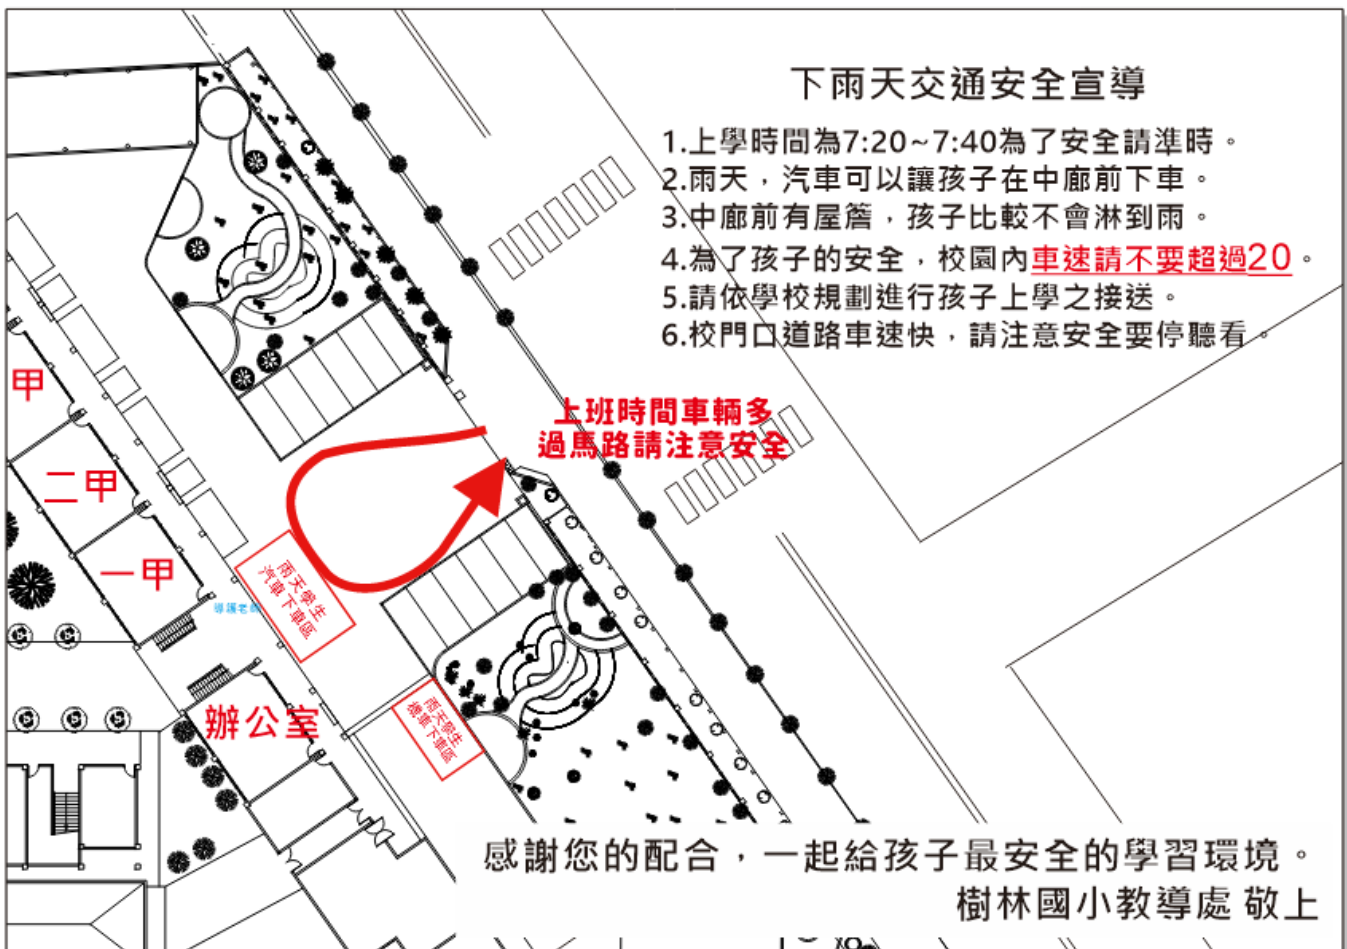 下雨天交通安全宣導
1.上學時間為7:20~7:40為了安全請準時。
2.雨天，汽車可以讓孩子在中廊前下車。
3.中廊前有屋簷，孩子比較不會淋到雨。
4.為了孩子的安全，校園內車速請不要超過20。
5.請依學校規劃進行孩子上學之接送。
6.校門口道路車速快，請注意安全要停聽看。
甲
上班時間車輛多
過馬路請注意安全
二甲
一甲
雨天學生
汽車下車區
導護老師
辦公室
雨天學生
機車下車區
感謝您的配合，一起給孩子最安全的學習環境。
樹林國小教導處 敬上